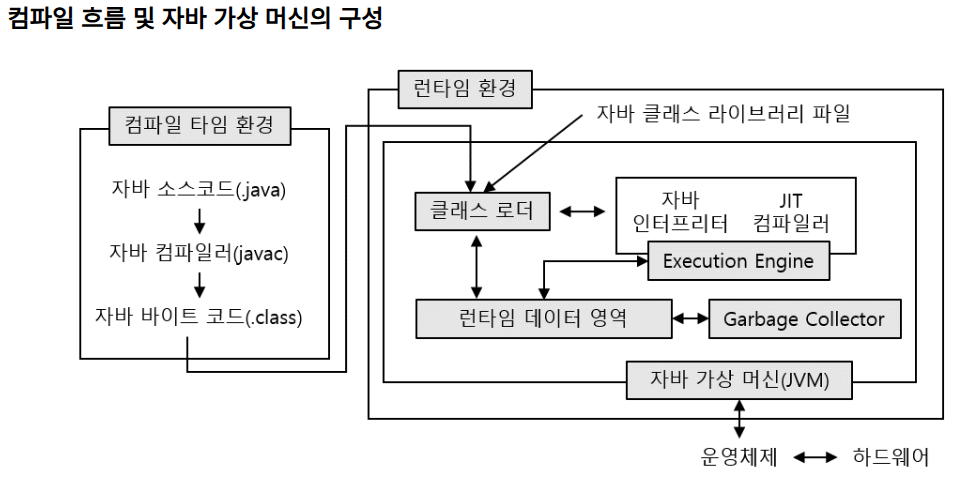 컴파일 흐름 및 자바 가상 머신의 구성
런타임 환경
컴파일 타임 환경
자바 클래스 라이브러리 파일
자바 소스코드(.java)
자바 컴파일러(javac)
자바 바이트 코드(.class)
클래스 로더
자바
인터프리터
JIT
컴파일러
Execution Engine
런타임 데이터 영역
Garbage Collector
자바 가상 머신(JVM)
운영체제
하드웨어